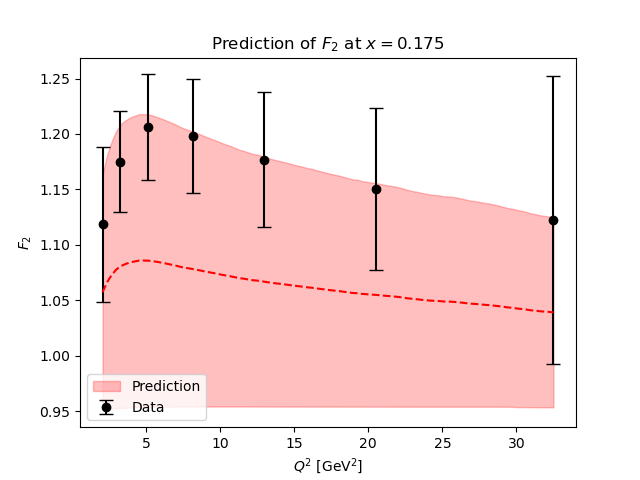 Prediction of F₂ at x = 0.175
F₂
1.25
1.20
1.15
1.10
1.05
1.00
0.95
Prediction
Data
5 10 15 20 25 30
Q² [GeV²]